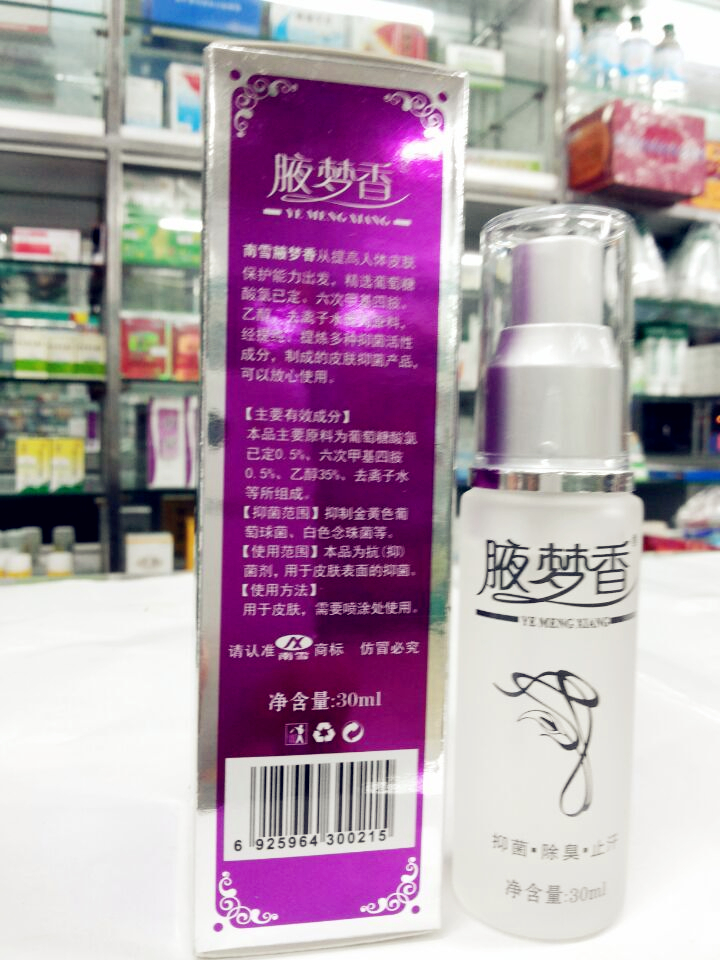 腋梦香
YE MENG XIANG
南雪腋梦香从提高人体皮肤
保护能力出发，精选葡萄糖
酸氯已定、六次甲基四胺、
乙醇、去离子水
提炼多种抑菌活性
成分，制成的皮肤抑菌产品，
可以放心使用。
【主要有效成分】
本品主要原料为葡萄糖酸氯
已定0.5%、六次甲基四胺
0.5%、乙醇35%、去离子水
等所组成。
【抑菌范围】抑制金黄色葡
萄球菌、白色念珠菌等。
【使用范围】本品为抗(抑)
菌剂，用于皮肤表面的抑菌。
【使用方法】
用于皮肤，需要喷涂处使用。
请认准 南雪 商标 仿冒必究
净含量:30ml
6 925964 300215
腋梦香
YE MENG XIANG
抑菌·除臭·止汗
净含量:30ml